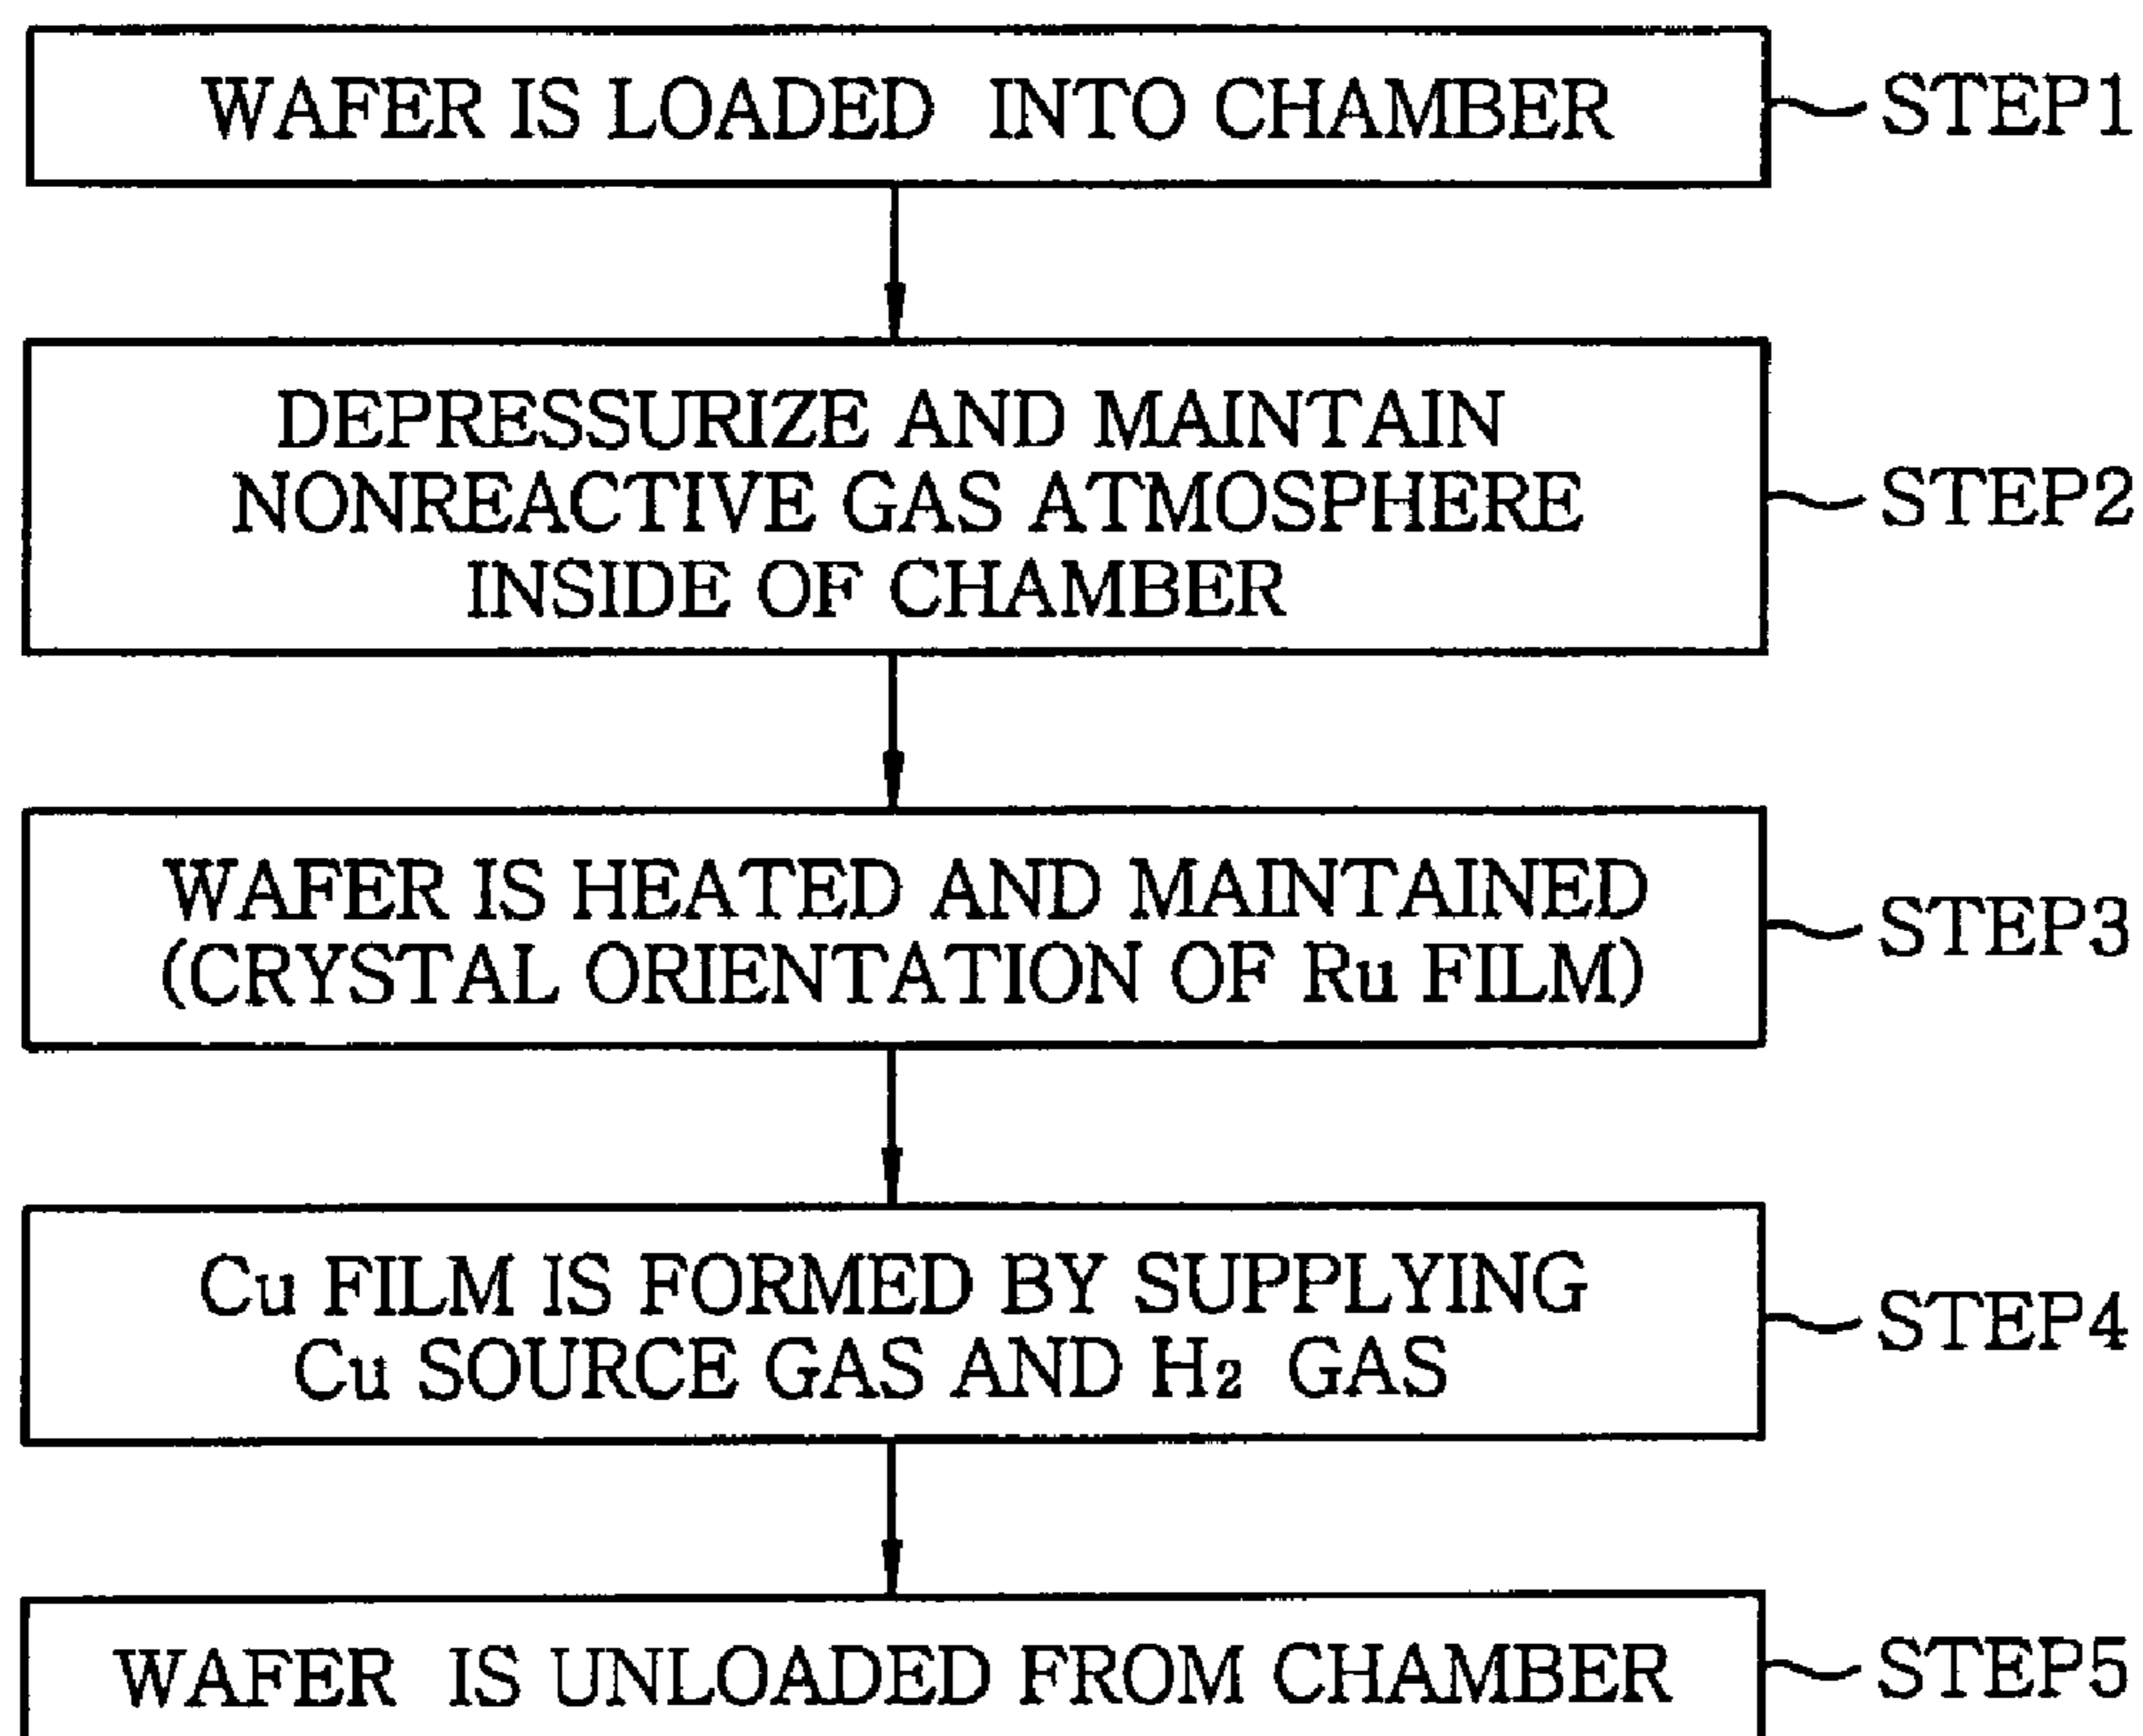 WAFER IS LOADED INTO CHAMBER
STEP1
DEPRESSURIZE AND MAINTAIN
NONREACTIVE GAS ATMOSPHERE
INSIDE OF CHAMBER
STEP2
WAFER IS HEATED AND MAINTAINED
(CRYSTAL ORIENTATION OF Ru FILM)
STEP3
Cu FILM IS FORMED BY SUPPLYING
Cu SOURCE GAS AND H₂ GAS
STEP4
WAFER IS UNLOADED FROM CHAMBER
STEP5